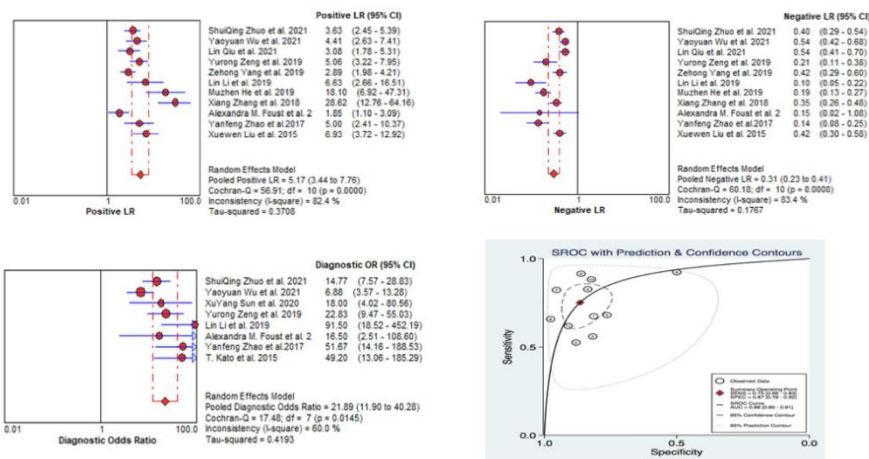 Positive LR (95% CI)
ShuiQing Zhuo et al. 2021 3.63 (2.45 - 5.39)
Yaoyuan Wu et al. 2021 4.41 (2.63 - 7.41)
Lin Qiu et al. 2021 3.08 (1.78 - 5.31)
Yurong Zeng et al. 2019 5.06 (3.22 - 7.95)
Zehong Yang et al. 2019 2.89 (1.98 - 4.21)
Lin Li et al. 2019 6.63 (2.66 - 16.51)
Muzhen He et al. 2019 18.10 (6.92 - 47.31)
Xiang Zhang et al. 2018 28.62 (12.76 - 64.16)
Alexandra M. Foust et al. 2 1.85 (1.10 - 3.09)
Yanfeng Zhao et al.2017 5.00 (2.41 - 10.37)
Xuewen Liu et al. 2015 6.93 (3.72 - 12.92)
Random Effects Model
Pooled Positive LR = 5.17 (3.44 to 7.76)
Cochran-Q = 56.91; df = 10 (p = 0.0000)
Inconsistency (I-square) = 82.4 %
Tau-squared = 0.3708
0.01 1 100.0
Positive LR
Negative LR (95% CI)
ShuiQing Zhuo et al. 2021 0.40 (0.29 - 0.54)
Yaoyuan Wu et al. 2021 0.54 (0.42 - 0.68)
Lin Qiu et al. 2021 0.54 (0.41 - 0.70)
Yurong Zeng et al. 2019 0.21 (0.11 - 0.38)
Zehong Yang et al. 2019 0.42 (0.29 - 0.60)
Lin Li et al. 2019 0.10 (0.05 - 0.22)
Muzhen He et al. 2019 0.19 (0.13 - 0.27)
Xiang Zhang et al. 2018 0.35 (0.26 - 0.48)
Alexandra M. Foust et al. 2 0.15 (0.82 - 1.08)
Yanfeng Zhao et al.2017 0.14 (0.08 - 0.25)
Xuewen Liu et al. 2015 0.42 (0.30 - 0.58)
Random Effects Model
Pooled Negative LR = 0.31 (0.23 to 0.41)
Cochran-Q = 60.18; df = 10 (p = 0.0000)
Inconsistency (I-square) = 83.4 %
Tau-squared = 0.1767
0.01 1 100.0
Negative LR
Diagnostic OR (95% CI)
ShuiQing Zhuo et al. 2021 14.77 (7.57 - 28.83)
Yaoyuan Wu et al. 2021 6.88 (3.57 - 13.28)
XuYang Sun et al. 2020 18.00 (4.02 - 80.56)
Yurong Zeng et al. 2019 22.83 (9.47 - 55.03)
Lin Li et al. 2019 91.50 (18.52 - 452.19)
Alexandra M. Foust et al. 2 16.50 (2.51 - 108.60)
Yanfeng Zhao et al.2017 51.67 (14.16 - 188.53)
T. Kato et al. 2015 49.20 (13.06 - 185.29)
Random Effects Model
Pooled Diagnostic Odds Ratio = 21.89 (11.90 to 40.28)
Cochran-Q = 17.48; df = 7 (p = 0.0145)
Inconsistency (I-square) = 60.0 %
Tau-squared = 0.4193
0.01 1 100.0
Diagnostic Odds Ratio
SROC with Prediction & Confidence Contours
1.0
0.5
0.0
Sensitivity
1.0 0.5 0.0
Specificity
Observed Data
Summary Operating Point
SROC Curve
95% Confidence Contour
95% Prediction Contour